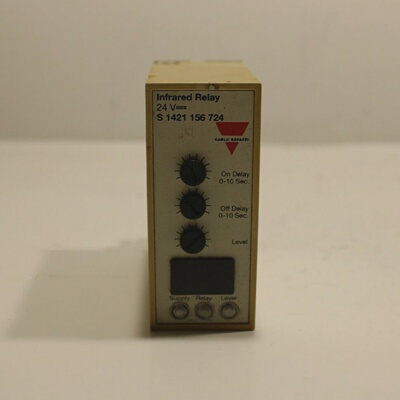 Infrared Relay
24 V
S 1421 156 724
CARLO GAVAZZI
On Delay
0-10 Sec.
Off Delay
0-10 Sec.
Level
Supply Relay Level